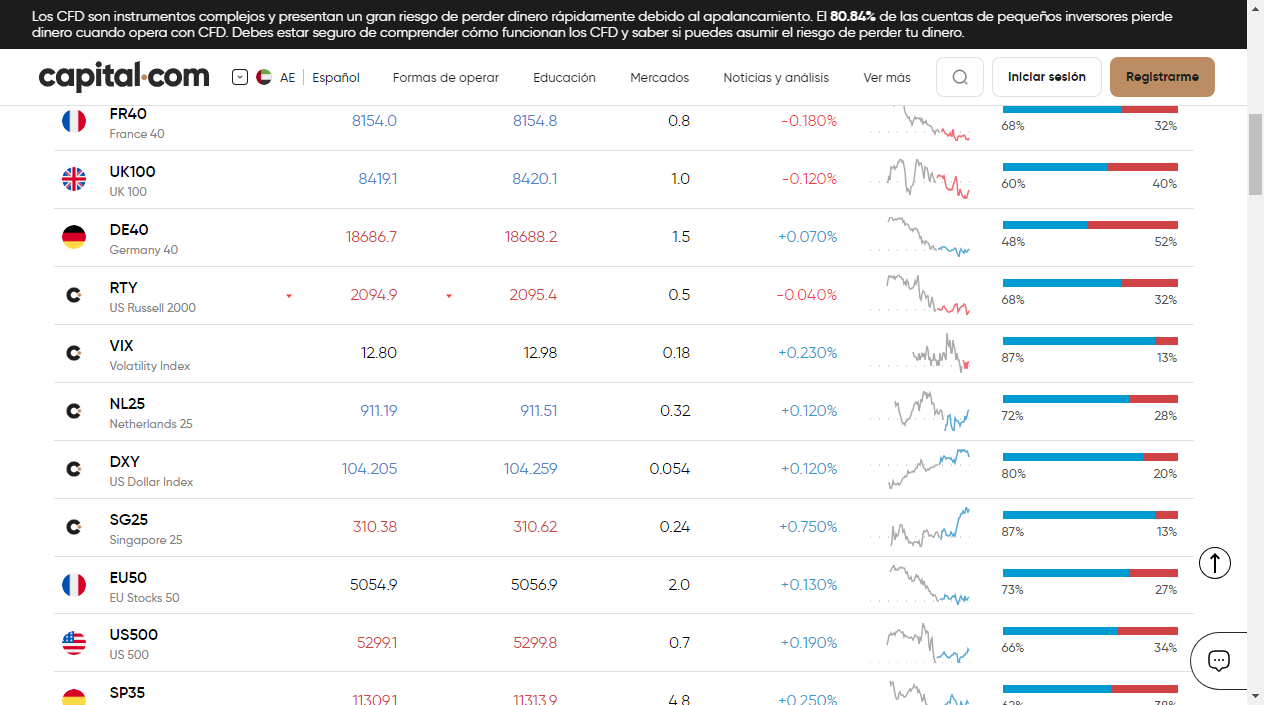 Los CFD son instrumentos complejos y presentan un gran riesgo de perder dinero rápidamente debido al apalancamiento. El 80.84% de las cuentas de pequeños inversores pierde
dinero cuando opera con CFD. Debes estar seguro de comprender cómo funcionan los CFD y saber si puedes asumir el riesgo de perder tu dinero.
capital.com AE Español Formas de operar Educación Mercados Noticias y análisis Ver más Iniciar sesión Registrarme
FR40 8154.0 8154.8 0.8 -0.180%
France 40 68% 32%
UK100 8419.1 8420.1 1.0 -0.120%
UK 100 60% 40%
DE40 18686.7 18688.2 1.5 +0.070%
Germany 40 48% 52%
RTY 2094.9 2095.4 0.5 -0.040%
US Russell 2000 68% 32%
VIX 12.80 12.98 0.18 +0.230%
Volatility Index 87% 13%
NL25 911.19 911.51 0.32 +0.120%
Netherlands 25 72% 28%
DXY 104.205 104.259 0.054 +0.120%
US Dollar Index 80% 20%
SG25 310.38 310.62 0.24 +0.750%
Singapore 25 87% 13%
EU50 5054.9 5056.9 2.0 +0.130%
EU Stocks 50 73% 27%
US500 5299.1 5299.8 0.7 +0.190%
US 500 66% 34%
SP35 11309.1 11313.9 4.8 +0.250%